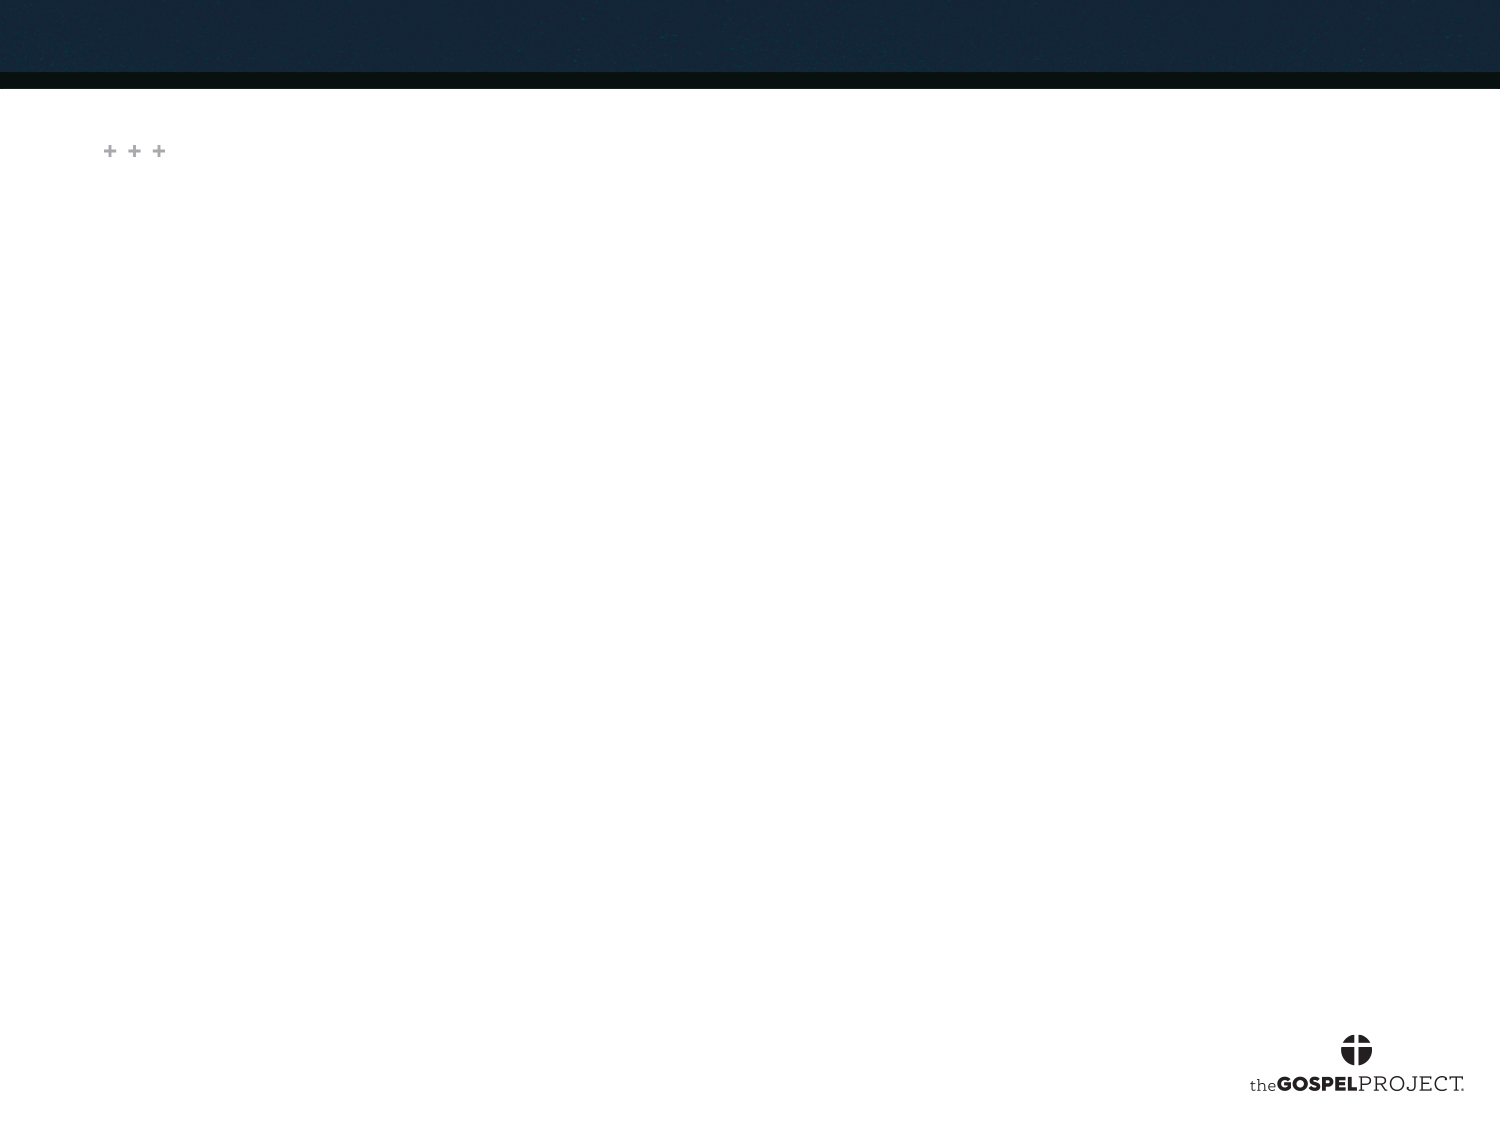 + + +
theGOSPELPROJECT.